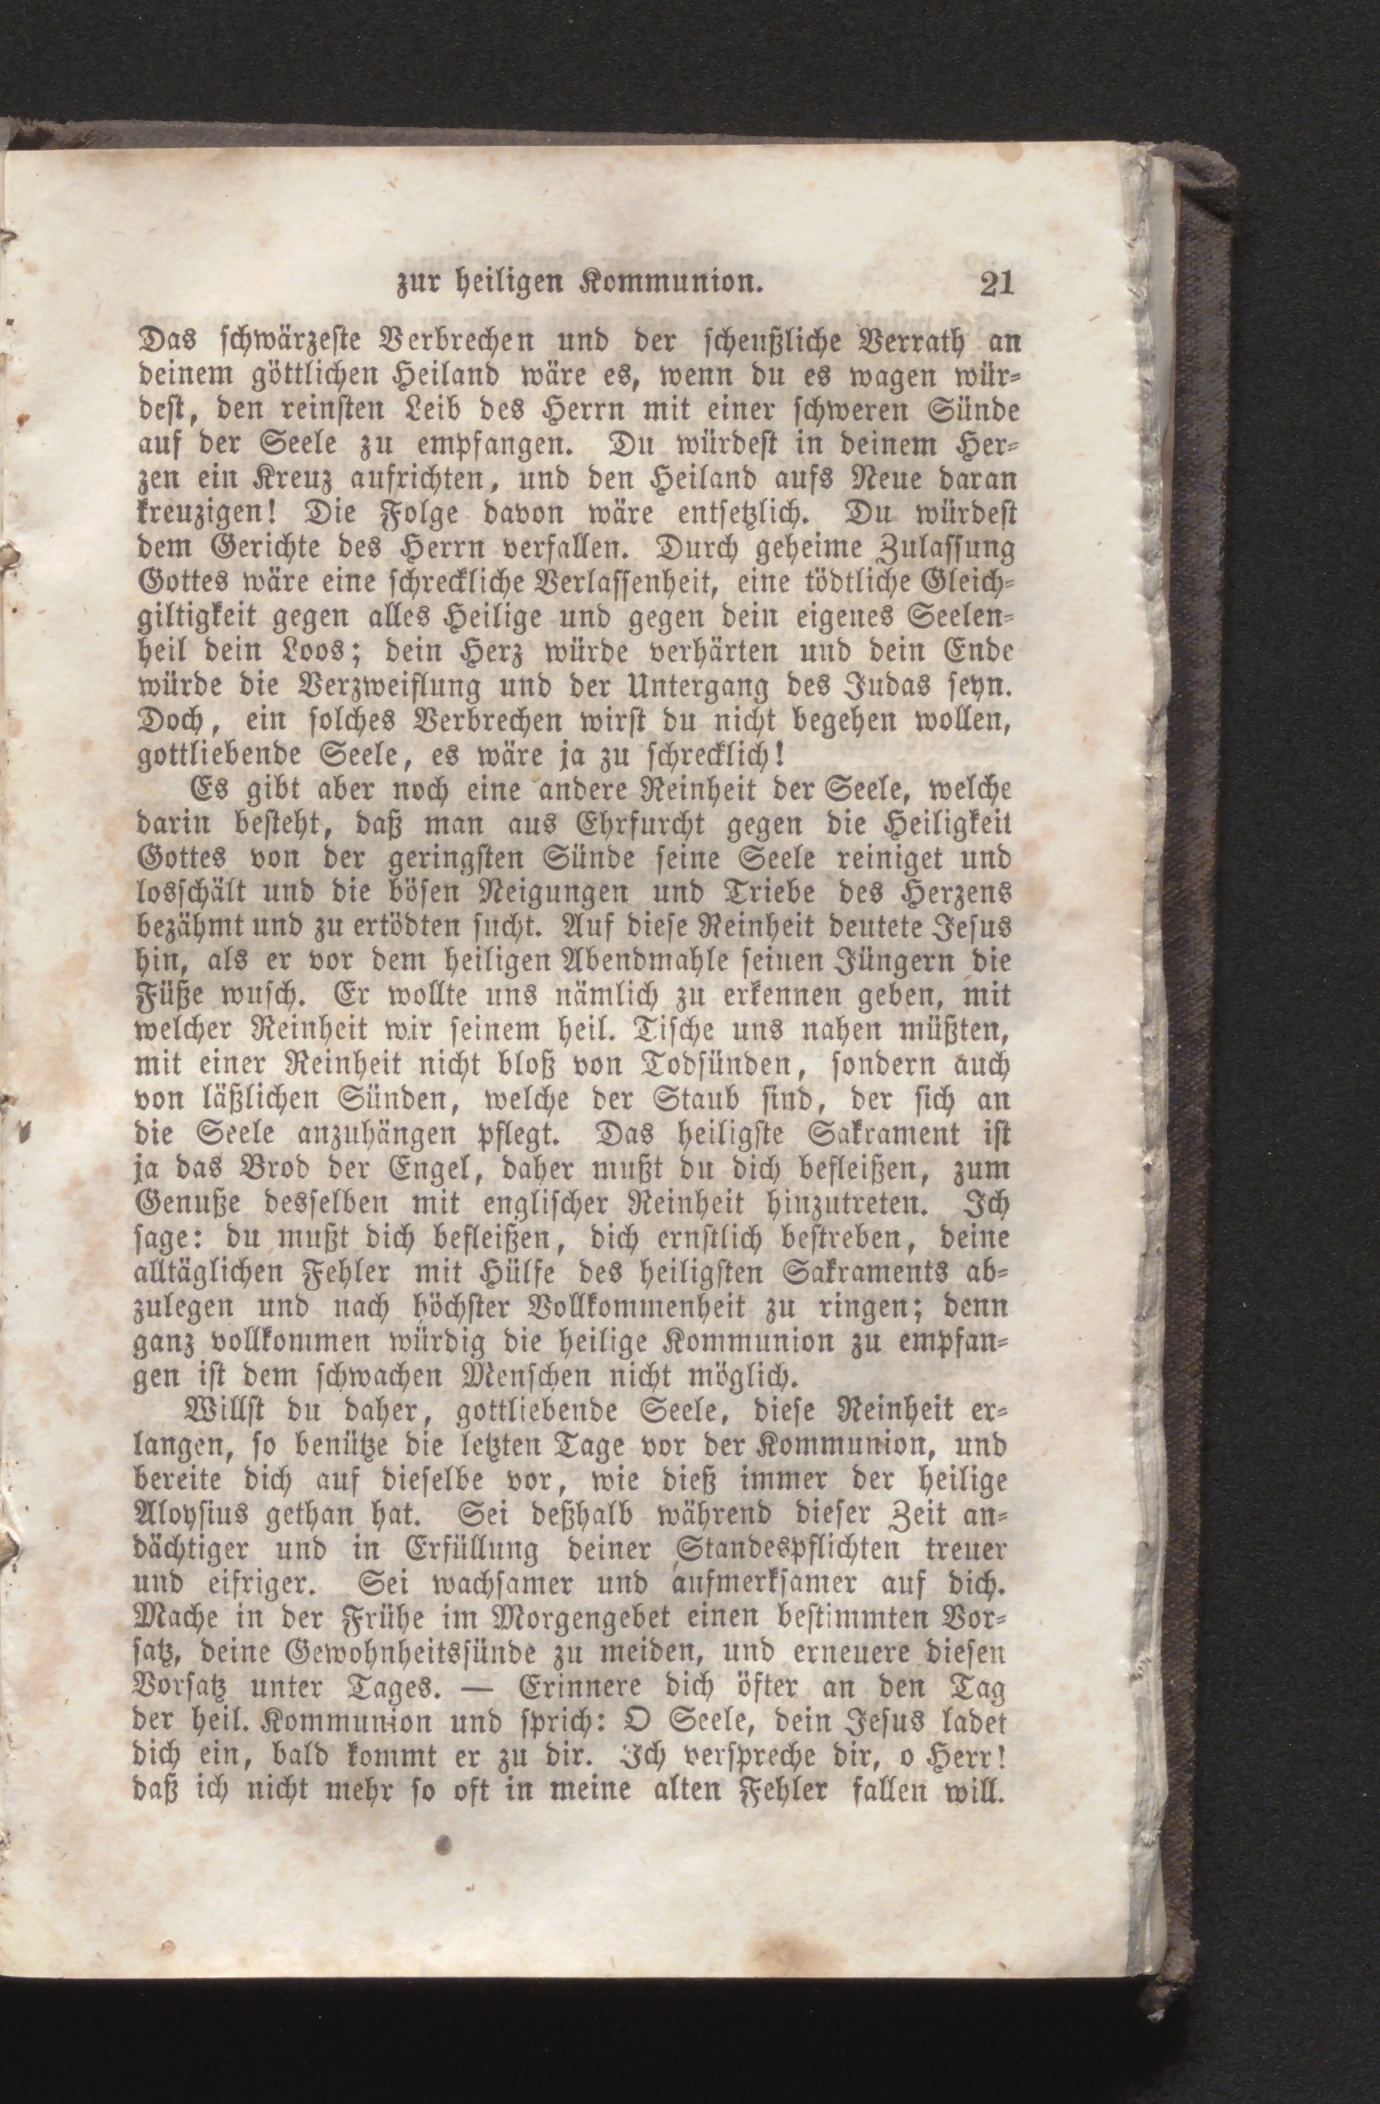 zur heiligen Kommunion. 21
Das schwärzeste Verbrechen und der scheußliche Verrath an
deinem göttlichen Heiland wäre es, wenn du es wagen wür-
dest, den reinsten Leib des Herrn mit einer schweren Sünde
auf der Seele zu empfangen. Du würdest in deinem Her-
zen ein Kreuz aufrichten, und den Heiland aufs Neue daran
kreuzigen! Die Folge davon wäre entsetzlich. Du würdest
dem Gerichte des Herrn verfallen. Durch geheime Zulassung
Gottes wäre eine schreckliche Verlassenheit, eine tödtliche Gleich-
giltigkeit gegen alles Heilige und gegen dein eigenes Seelen-
heil dein Loos; dein Herz würde verhärten und dein Ende
würde die Verzweiflung und der Untergang des Judas seyn.
Doch, ein solches Verbrechen wirst du nicht begehen wollen,
gottliebende Seele, es wäre ja zu schrecklich!
Es gibt aber noch eine andere Reinheit der Seele, welche
darin besteht, daß man aus Ehrfurcht gegen die Heiligkeit
Gottes von der geringsten Sünde seine Seele reiniget und
losschält und die bösen Neigungen und Triebe des Herzens
bezähmt und zu ertödten sucht. Auf diese Reinheit deutete Jesus
hin, als er vor dem heiligen Abendmahle seinen Jüngern die
Füße wusch. Er wollte uns nämlich zu erkennen geben, mit
welcher Reinheit wir seinem heil. Tische uns nahen müßten,
mit einer Reinheit nicht bloß von Todsünden, sondern auch
von läßlichen Sünden, welche der Staub sind, der sich an
die Seele anzuhängen pflegt. Das heiligste Sakrament ist
ja das Brod der Engel, daher mußt du dich befleißen, zum
Genuße desselben mit englischer Reinheit hinzutreten. Ich
sage: du mußt dich befleißen, dich ernstlich bestreben, deine
alltäglichen Fehler mit Hülfe des heiligsten Sakraments ab-
zulegen und nach höchster Vollkommenheit zu ringen; denn
ganz vollkommen würdig die heilige Kommunion zu empfan-
gen ist dem schwachen Menschen nicht möglich.
Willst du daher, gottliebende Seele, diese Reinheit er-
langen, so benütze die letzten Tage vor der Kommunion, und
bereite dich auf dieselbe vor, wie dieß immer der heilige
Aloysius gethan hat. Sei deßhalb während dieser Zeit an-
dächtiger und in Erfüllung deiner Standespflichten treuer
und eifriger. Sei wachsamer und aufmerksamer auf dich.
Mache in der Frühe im Morgengebet einen bestimmten Vor-
satz, deine Gewohnheitssünde zu meiden, und erneuere diesen
Vorsatz unter Tages. — Erinnere dich öfter an den Tag
der heil. Kommunion und sprich: O Seele, dein Jesus ladet
dich ein, bald kommt er zu dir. Ich verspreche dir, o Herr!
daß ich nicht mehr so oft in meine alten Fehler fallen will.